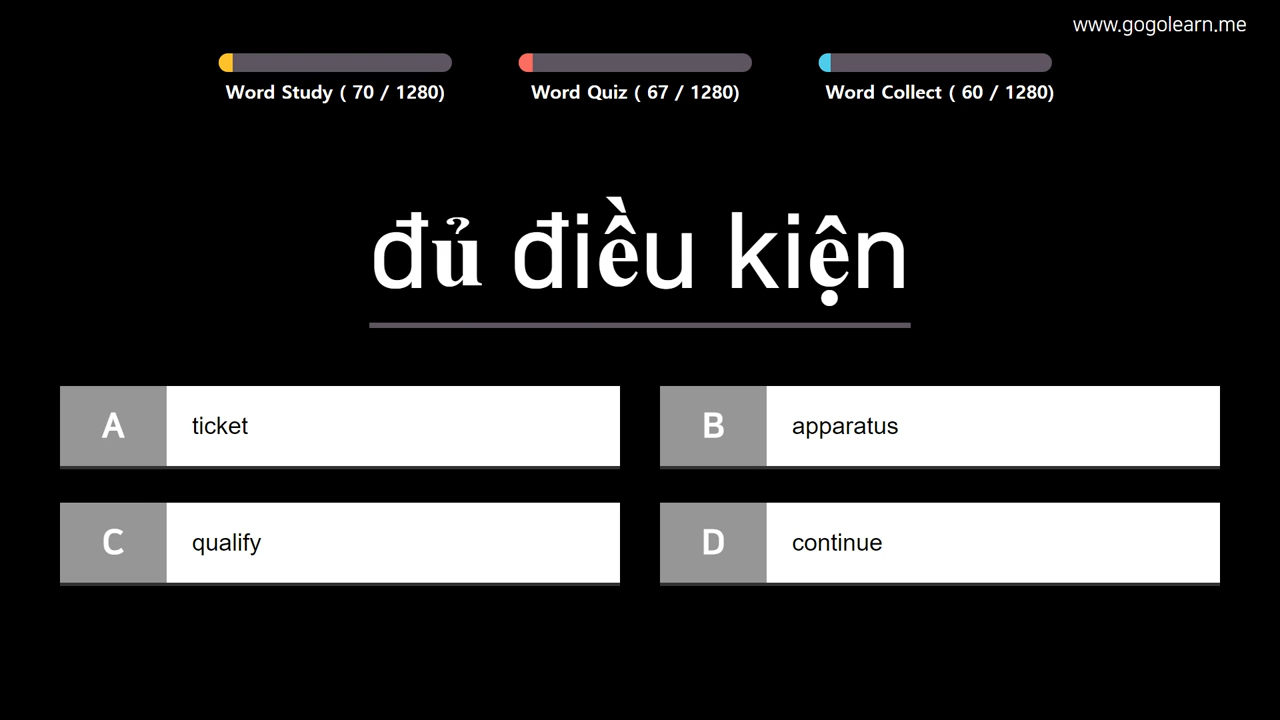 www.gogolearn.me
Word Study ( 70 / 1280)
Word Quiz ( 67 / 1280)
Word Collect ( 60 / 1280)
đủ điều kiện
A ticket
B apparatus
C qualify
D continue